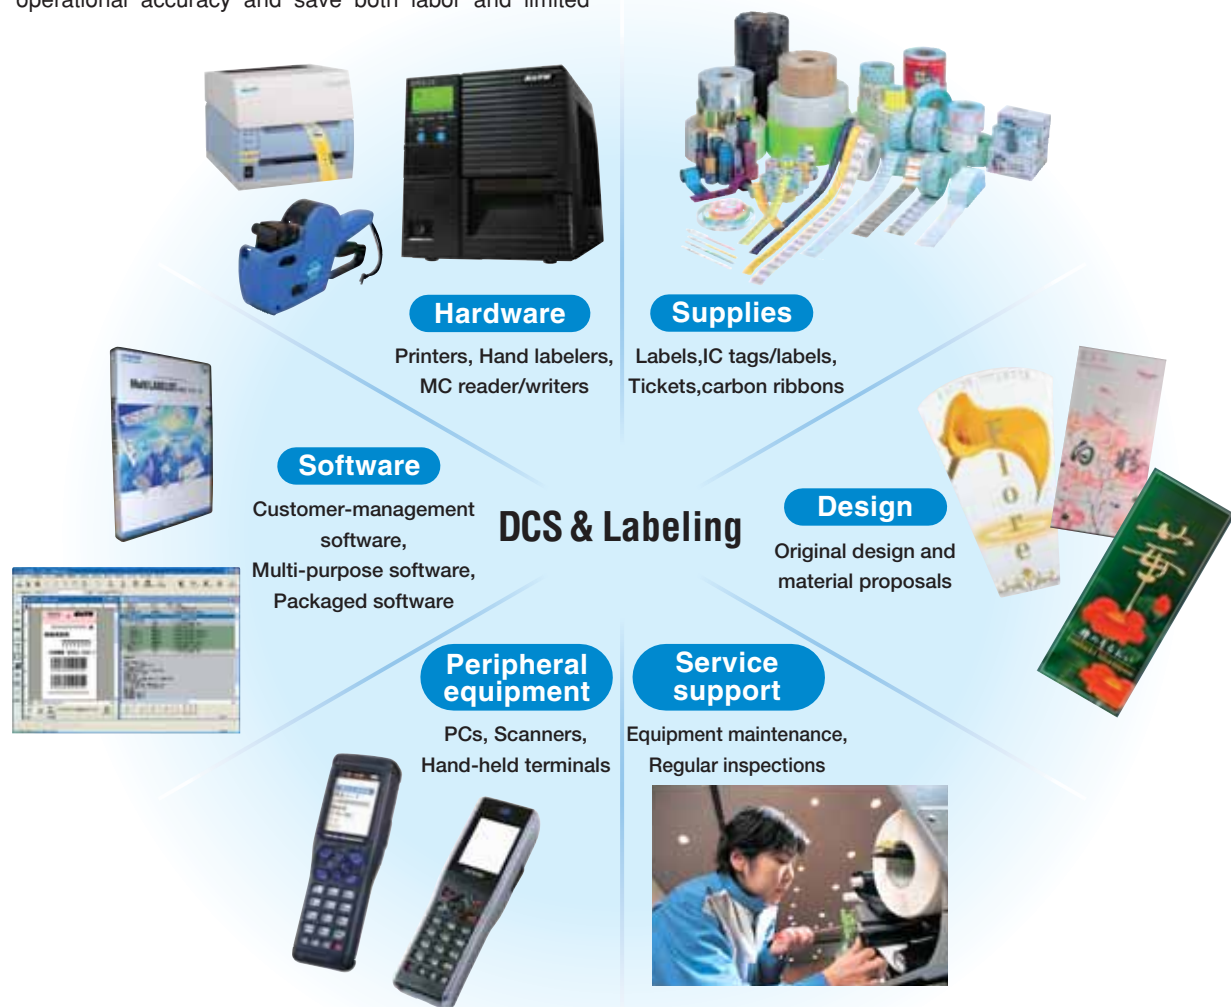 operational accuracy and save both labor and limited
Hardware
Printers, Hand labelers,
MC reader/writers
Supplies
Labels,IC tags/labels,
Tickets,carbon ribbons
Software
Customer-management
software,
Multi-purpose software,
Packaged software
DCS & Labeling
Design
Original design and
material proposals
Fiore
華
Peripheral
equipment
PCs, Scanners,
Hand-held terminals
Service
support
Equipment maintenance,
Regular inspections